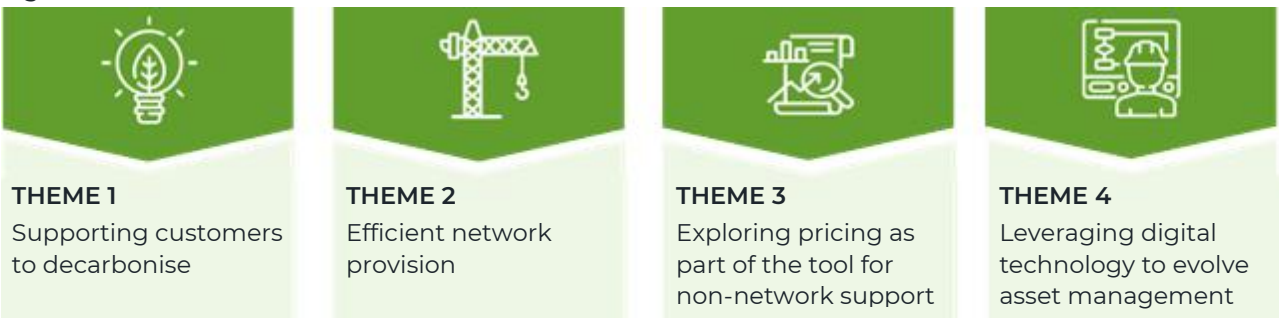 THEME 1
Supporting customers
to decarbonise
THEME 2
Efficient network
provision
THEME 3
Exploring pricing as
part of the tool for
non-network support
THEME 4
Leveraging digital
technology to evolve
asset management